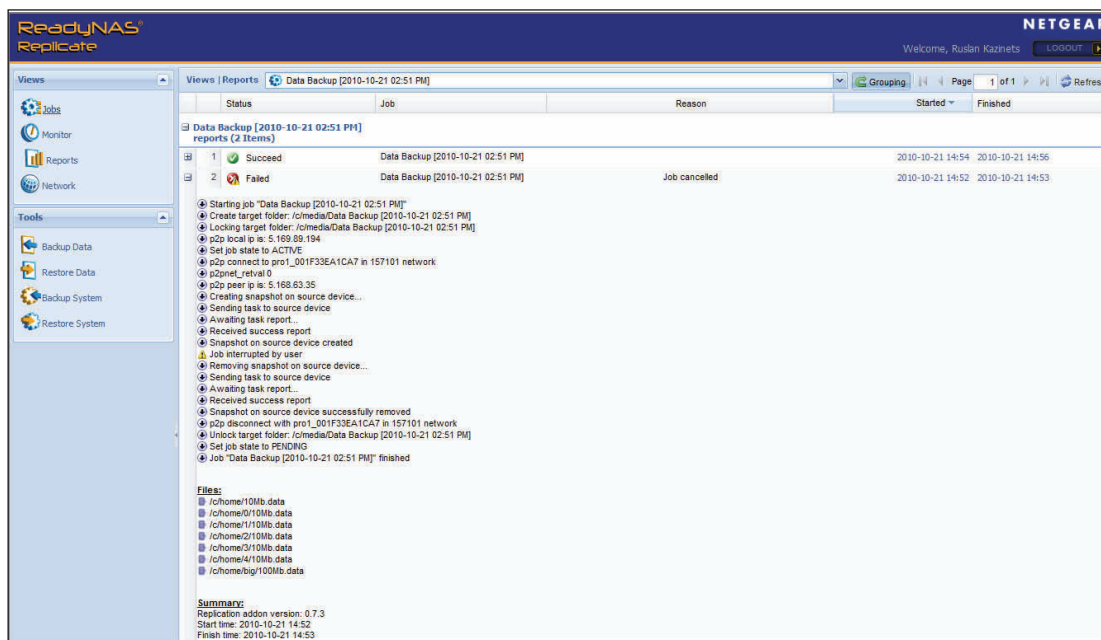 ReadyNAS®
Replicate
NETGEAR
Welcome, Ruslan Kazinets LOGOUT
Views
Jobs
Monitor
Reports
Network
Tools
Backup Data
Restore Data
Backup System
Restore System
Views | Reports Data Backup [2010-10-21 02:51 PM] Grouping Page 1 of 1 Refres
Status Job Reason Started Finished
Data Backup [2010-10-21 02:51 PM]
reports (2 Items)
1 Succeed Data Backup [2010-10-21 02:51 PM] 2010-10-21 14:54 2010-10-21 14:56
2 Failed Data Backup [2010-10-21 02:51 PM] Job cancelled 2010-10-21 14:52 2010-10-21 14:53
Starting job "Data Backup [2010-10-21 02:51 PM]"
Create target folder: /c/media/Data Backup [2010-10-21 02:51 PM]
Locking target folder: /c/media/Data Backup [2010-10-21 02:51 PM]
p2p local ip is: 5.169.89.194
Set job state to ACTIVE
p2p connect to pro1_001F33EA1CA7 in 157101 network
p2pnet_retval 0
p2p peer ip is: 5.168.63.35
Creating snapshot on source device...
Sending task to source device
Awaiting task report...
Received success report
Snapshot on source device created
Job interrupted by user
Removing snapshot on source device...
Sending task to source device
Awaiting task report...
Received success report
Snapshot on source device successfully removed
p2p disconnect with pro1_001F33EA1CA7 in 157101 network
Unlock target folder: /c/media/Data Backup [2010-10-21 02:51 PM]
Set job state to PENDING
Job "Data Backup [2010-10-21 02:51 PM]" finished
Files:
/c/home/10Mb.data
/c/home/0/10Mb.data
/c/home/1/10Mb.data
/c/home/2/10Mb.data
/c/home/3/10Mb.data
/c/home/4/10Mb.data
/c/home/big/100Mb.data
Summary:
Replication addon version: 0.7.3
Start time: 2010-10-21 14:52
Finish time: 2010-10-21 14:53